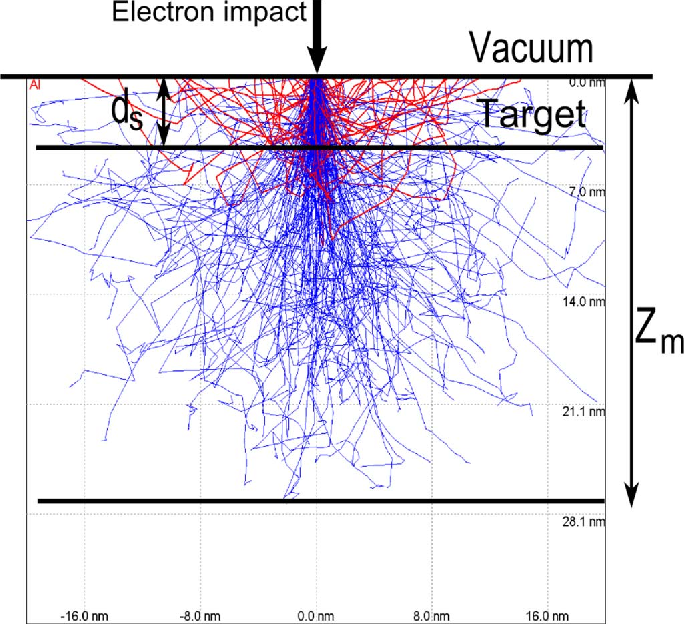 Electron impact
Vacuum
Al
0.0 nm
ds
Target
7.0 nm
14.0 nm
Zm
21.1 nm
28.1 nm
-16.0 nm -8.0 nm 0.0 nm 8.0 nm 16.0 nm